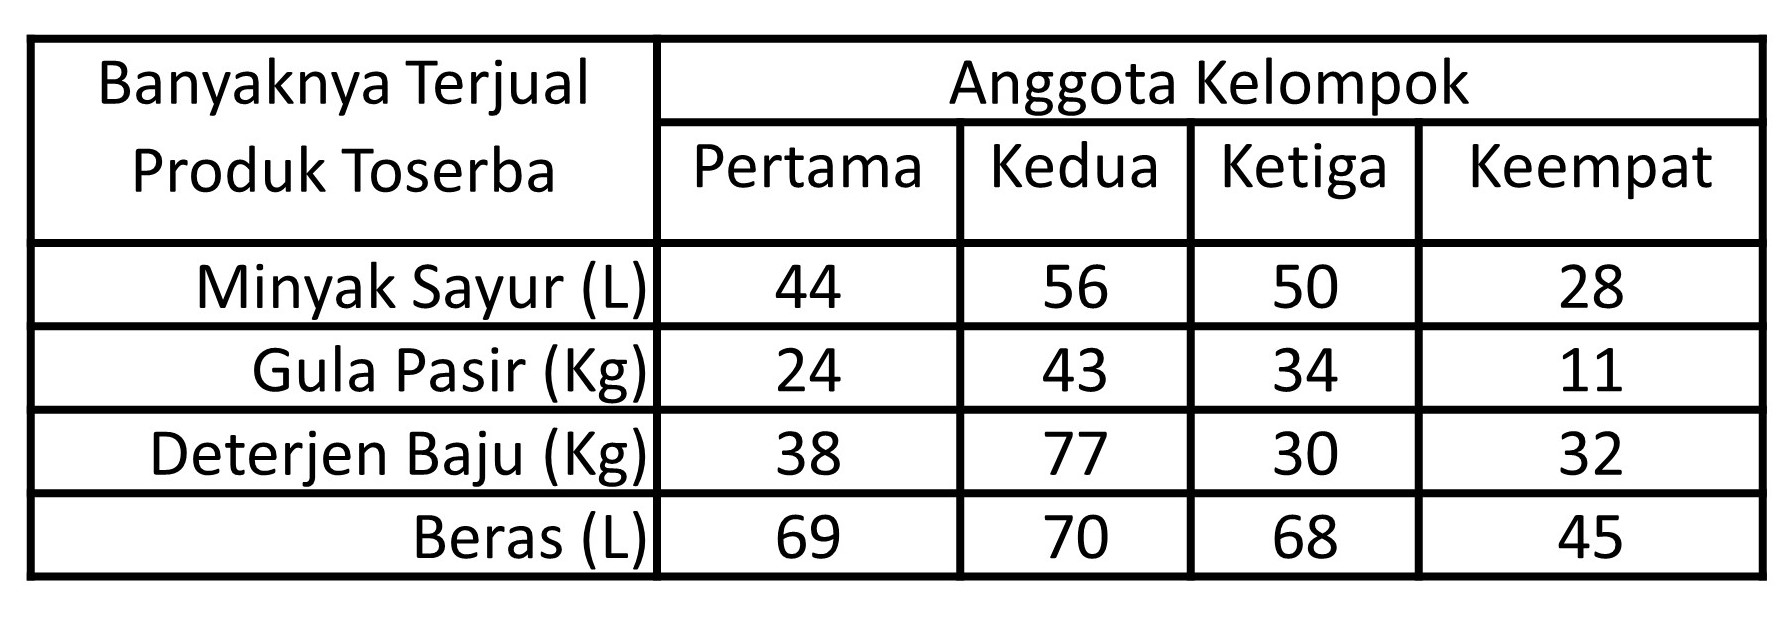 Banyaknya Terjual
Produk Toserba
Anggota Kelompok
Pertama Kedua Ketiga Keempat
Minyak Sayur (L) 44 56 50 28
Gula Pasir (Kg) 24 43 34 11
Deterjen Baju (Kg) 38 77 30 32
Beras (L) 69 70 68 45